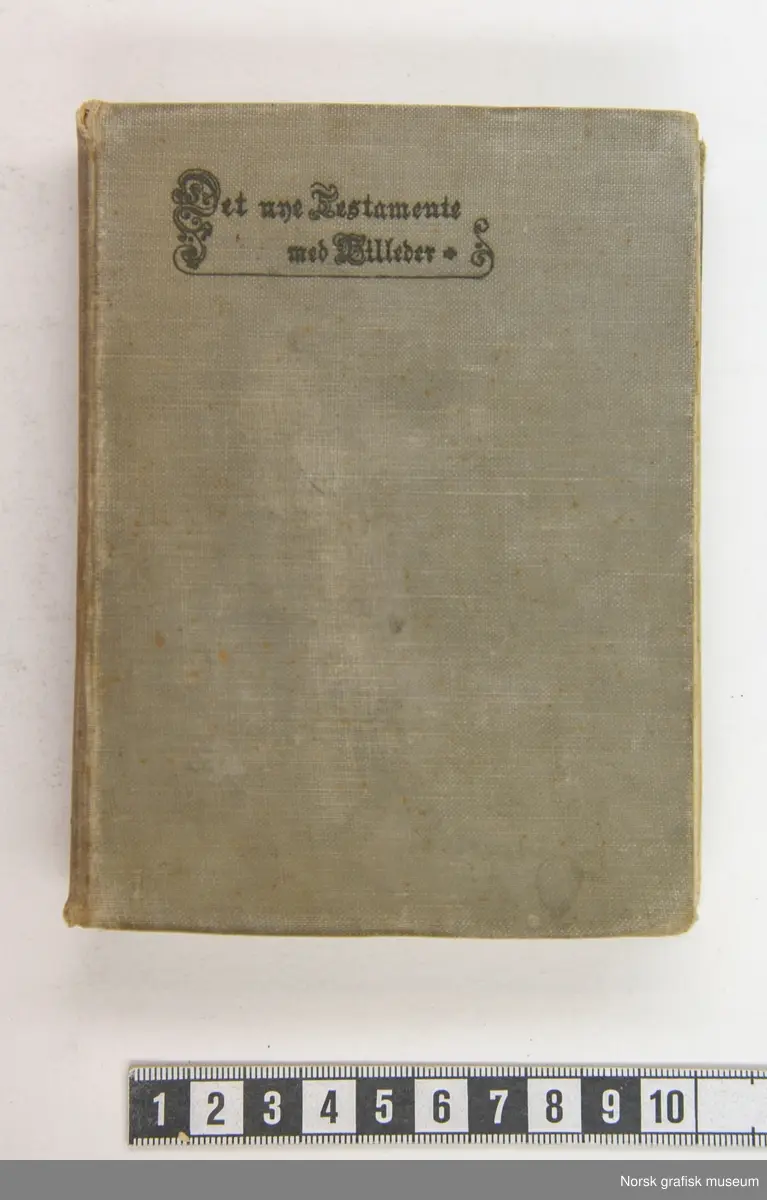 Det nye Testamente
med Billeder
1 2 3 4 5 6 7 8 9 10
Norsk grafisk museum